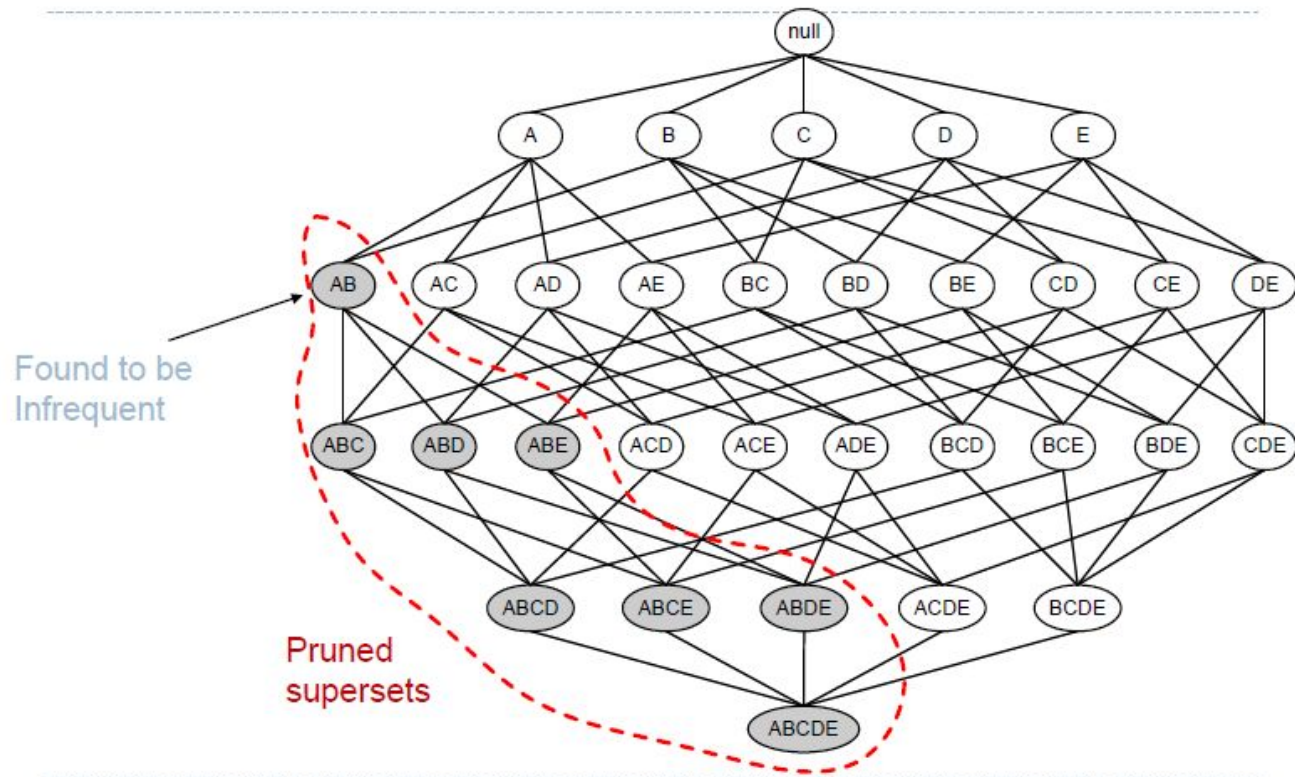 null
A B C D E
AB AC AD AE BC BD BE CD CE DE
Found to be
Infrequent
ABC ABD ABE ACD ACE ADE BCD BCE BDE CDE
ABCD ABCE ABDE ACDE BCDE
Pruned
supersets
ABCDE